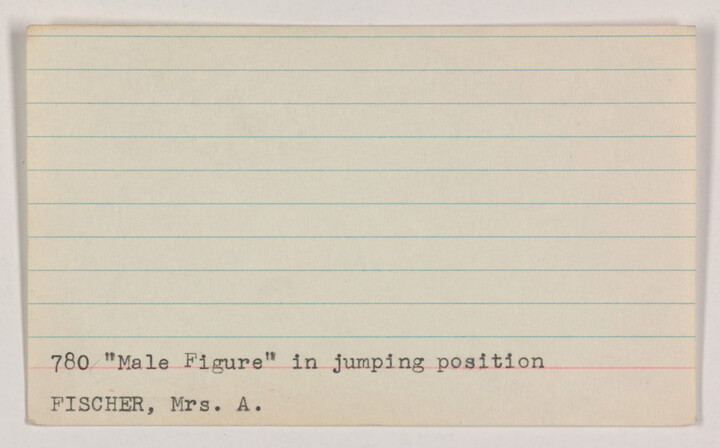 780 "Male Figure" in jumping position
FISCHER, Mrs. A.